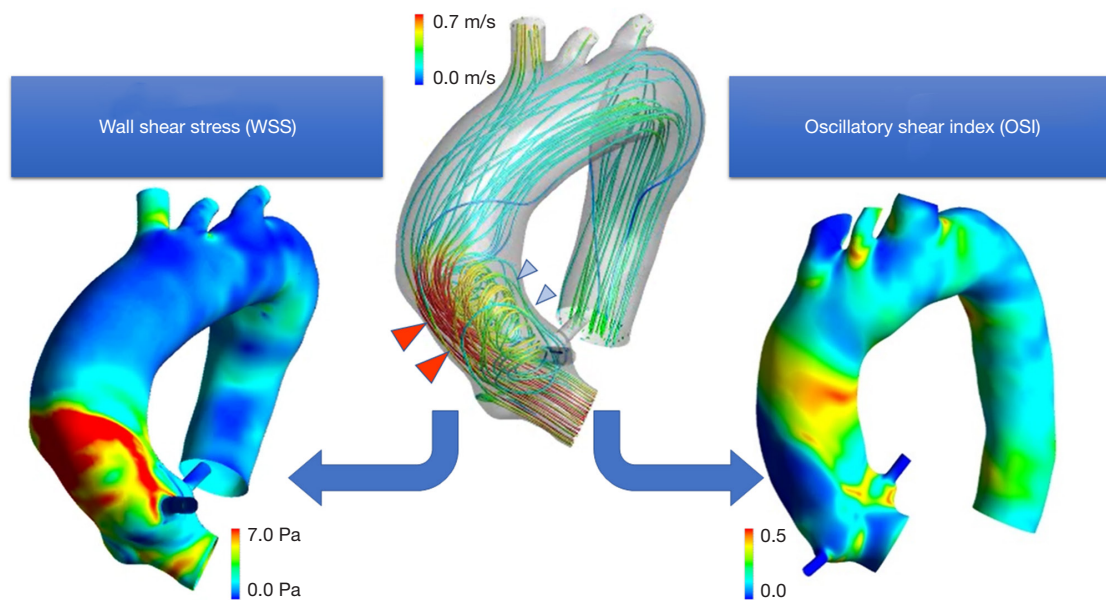 0.7 m/s
0.0 m/s
Wall shear stress (WSS)
Oscillatory shear index (OSI)
7.0 Pa
0.0 Pa
0.5
0.0